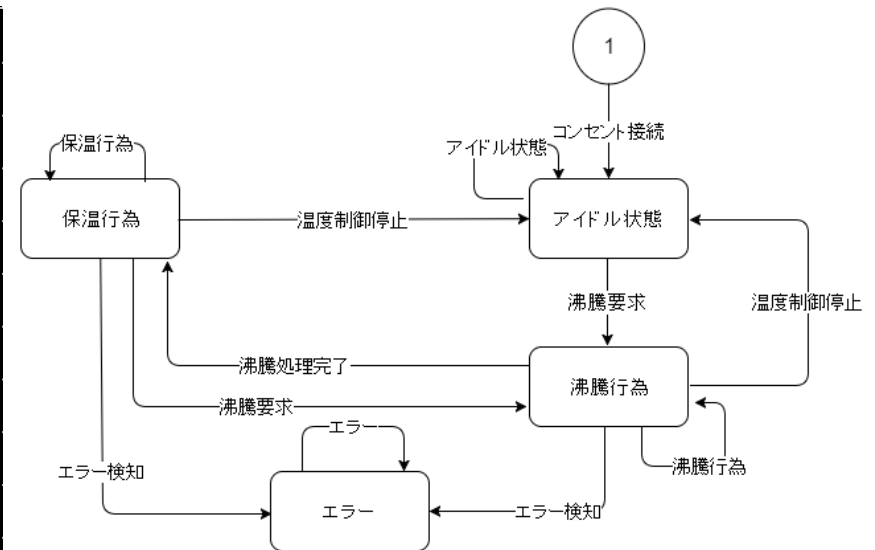 1
コンセント接続
保温行為
アイドル状態
保温行為
温度制御停止
アイドル状態
沸騰要求
温度制御停止
沸騰処理完了
沸騰行為
沸騰要求
エラー
エラー検知
沸騰行為
エラー
エラー検知